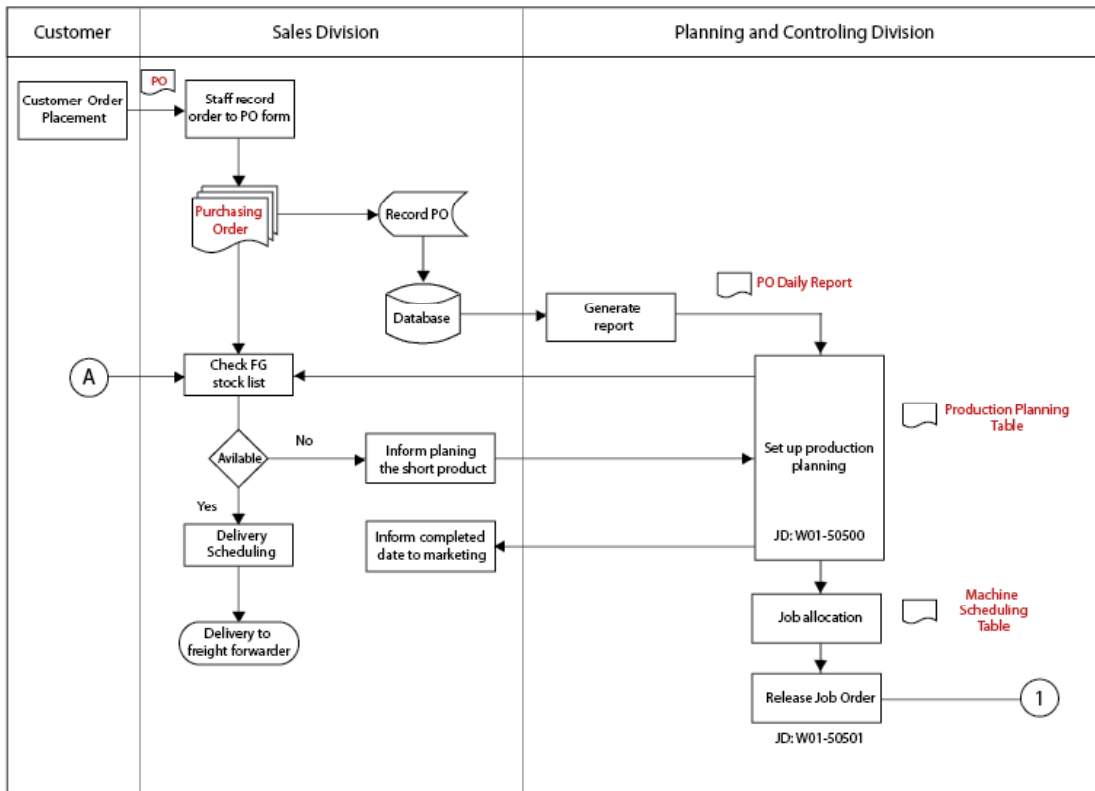 Customer
Sales Division
Planning and Controling Division
PO
Customer Order
Placement
Staff record
order to PO form
Purchasing
Order
Record PO
Database
Generate
report
PO Daily Report
A
Check FG
stock list
Production Planning
Table
Set up production
planning
JD: W01-50500
Avilable
No
Inform planing
the short product
Yes
Delivery
Scheduling
Inform completed
date to marketing
Delivery to
freight forwarder
Job allocation
Machine
Scheduling
Table
Release Job Order
1
JD: W01-50501